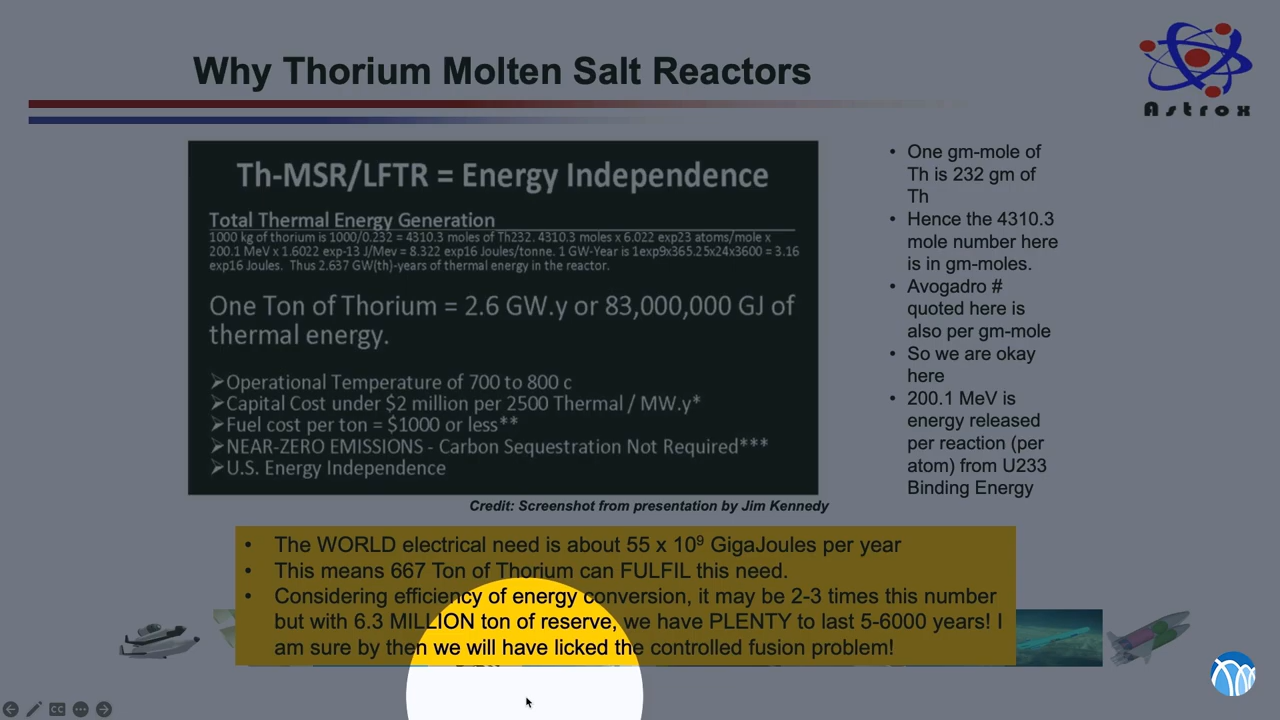 Why Thorium Molten Salt Reactors
Astrox
Th-MSR/LFTR = Energy Independence
Total Thermal Energy Generation
1000 kg of thorium is 1000/0.232 = 4310.3 moles of Th232. 4310.3 moles x 6.022 exp23 atoms/mole x
200.1 MeV x 1.6022 exp-13 J/Mev = 8.322 exp16 Joules/tonne. 1 GW-Year is 1exp9x365.25x24x3600 = 3.16
exp16 Joules. Thus 2.637 GW(th)-years of thermal energy in the reactor.
One Ton of Thorium = 2.6 GW.y or 83,000,000 GJ of
thermal energy.
➢Operational Temperature of 700 to 800 c
➢Capital Cost under $2 million per 2500 Thermal / MW.y*
➢Fuel cost per ton = $1000 or less**
➢NEAR-ZERO EMISSIONS - Carbon Sequestration Not Required***
➢U.S. Energy Independence
Credit: Screenshot from presentation by Jim Kennedy
• One gm-mole of
Th is 232 gm of
Th
• Hence the 4310.3
mole number here
is in gm-moles.
• Avogadro #
quoted here is
also per gm-mole
• So we are okay
here
• 200.1 MeV is
energy released
per reaction (per
atom) from U233
Binding Energy
• The WORLD electrical need is about 55 x 10⁹ GigaJoules per year
• This means 667 Ton of Thorium can FULFIL this need.
• Considering efficiency of energy conversion, it may be 2-3 times this number
but with 6.3 MILLION ton of reserve, we have PLENTY to last 5-6000 years! I
am sure by then we will have licked the controlled fusion problem!
CC